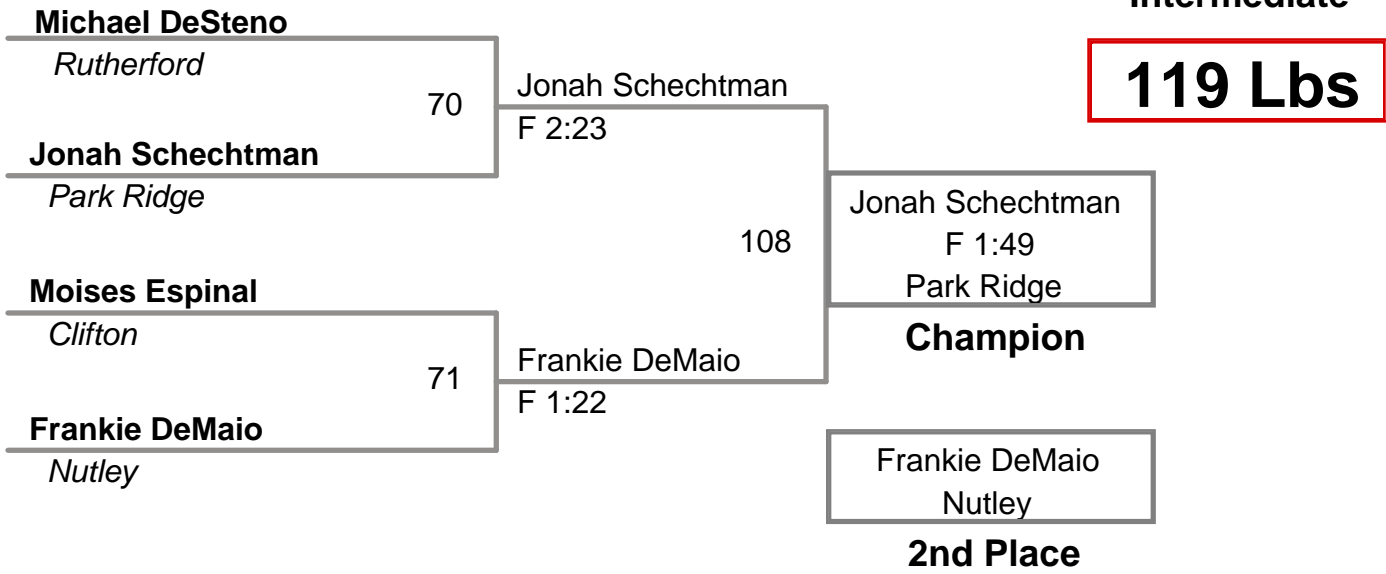 Intermediate
119 Lbs
Michael DeSteno
Rutherford
70
Jonah Schechtman
F 2:23
Jonah Schechtman
Park Ridge
108
Jonah Schechtman
F 1:49
Park Ridge
Champion
Moises Espinal
Clifton
71
Frankie DeMaio
F 1:22
Frankie DeMaio
Nutley
Frankie DeMaio
Nutley
2nd Place